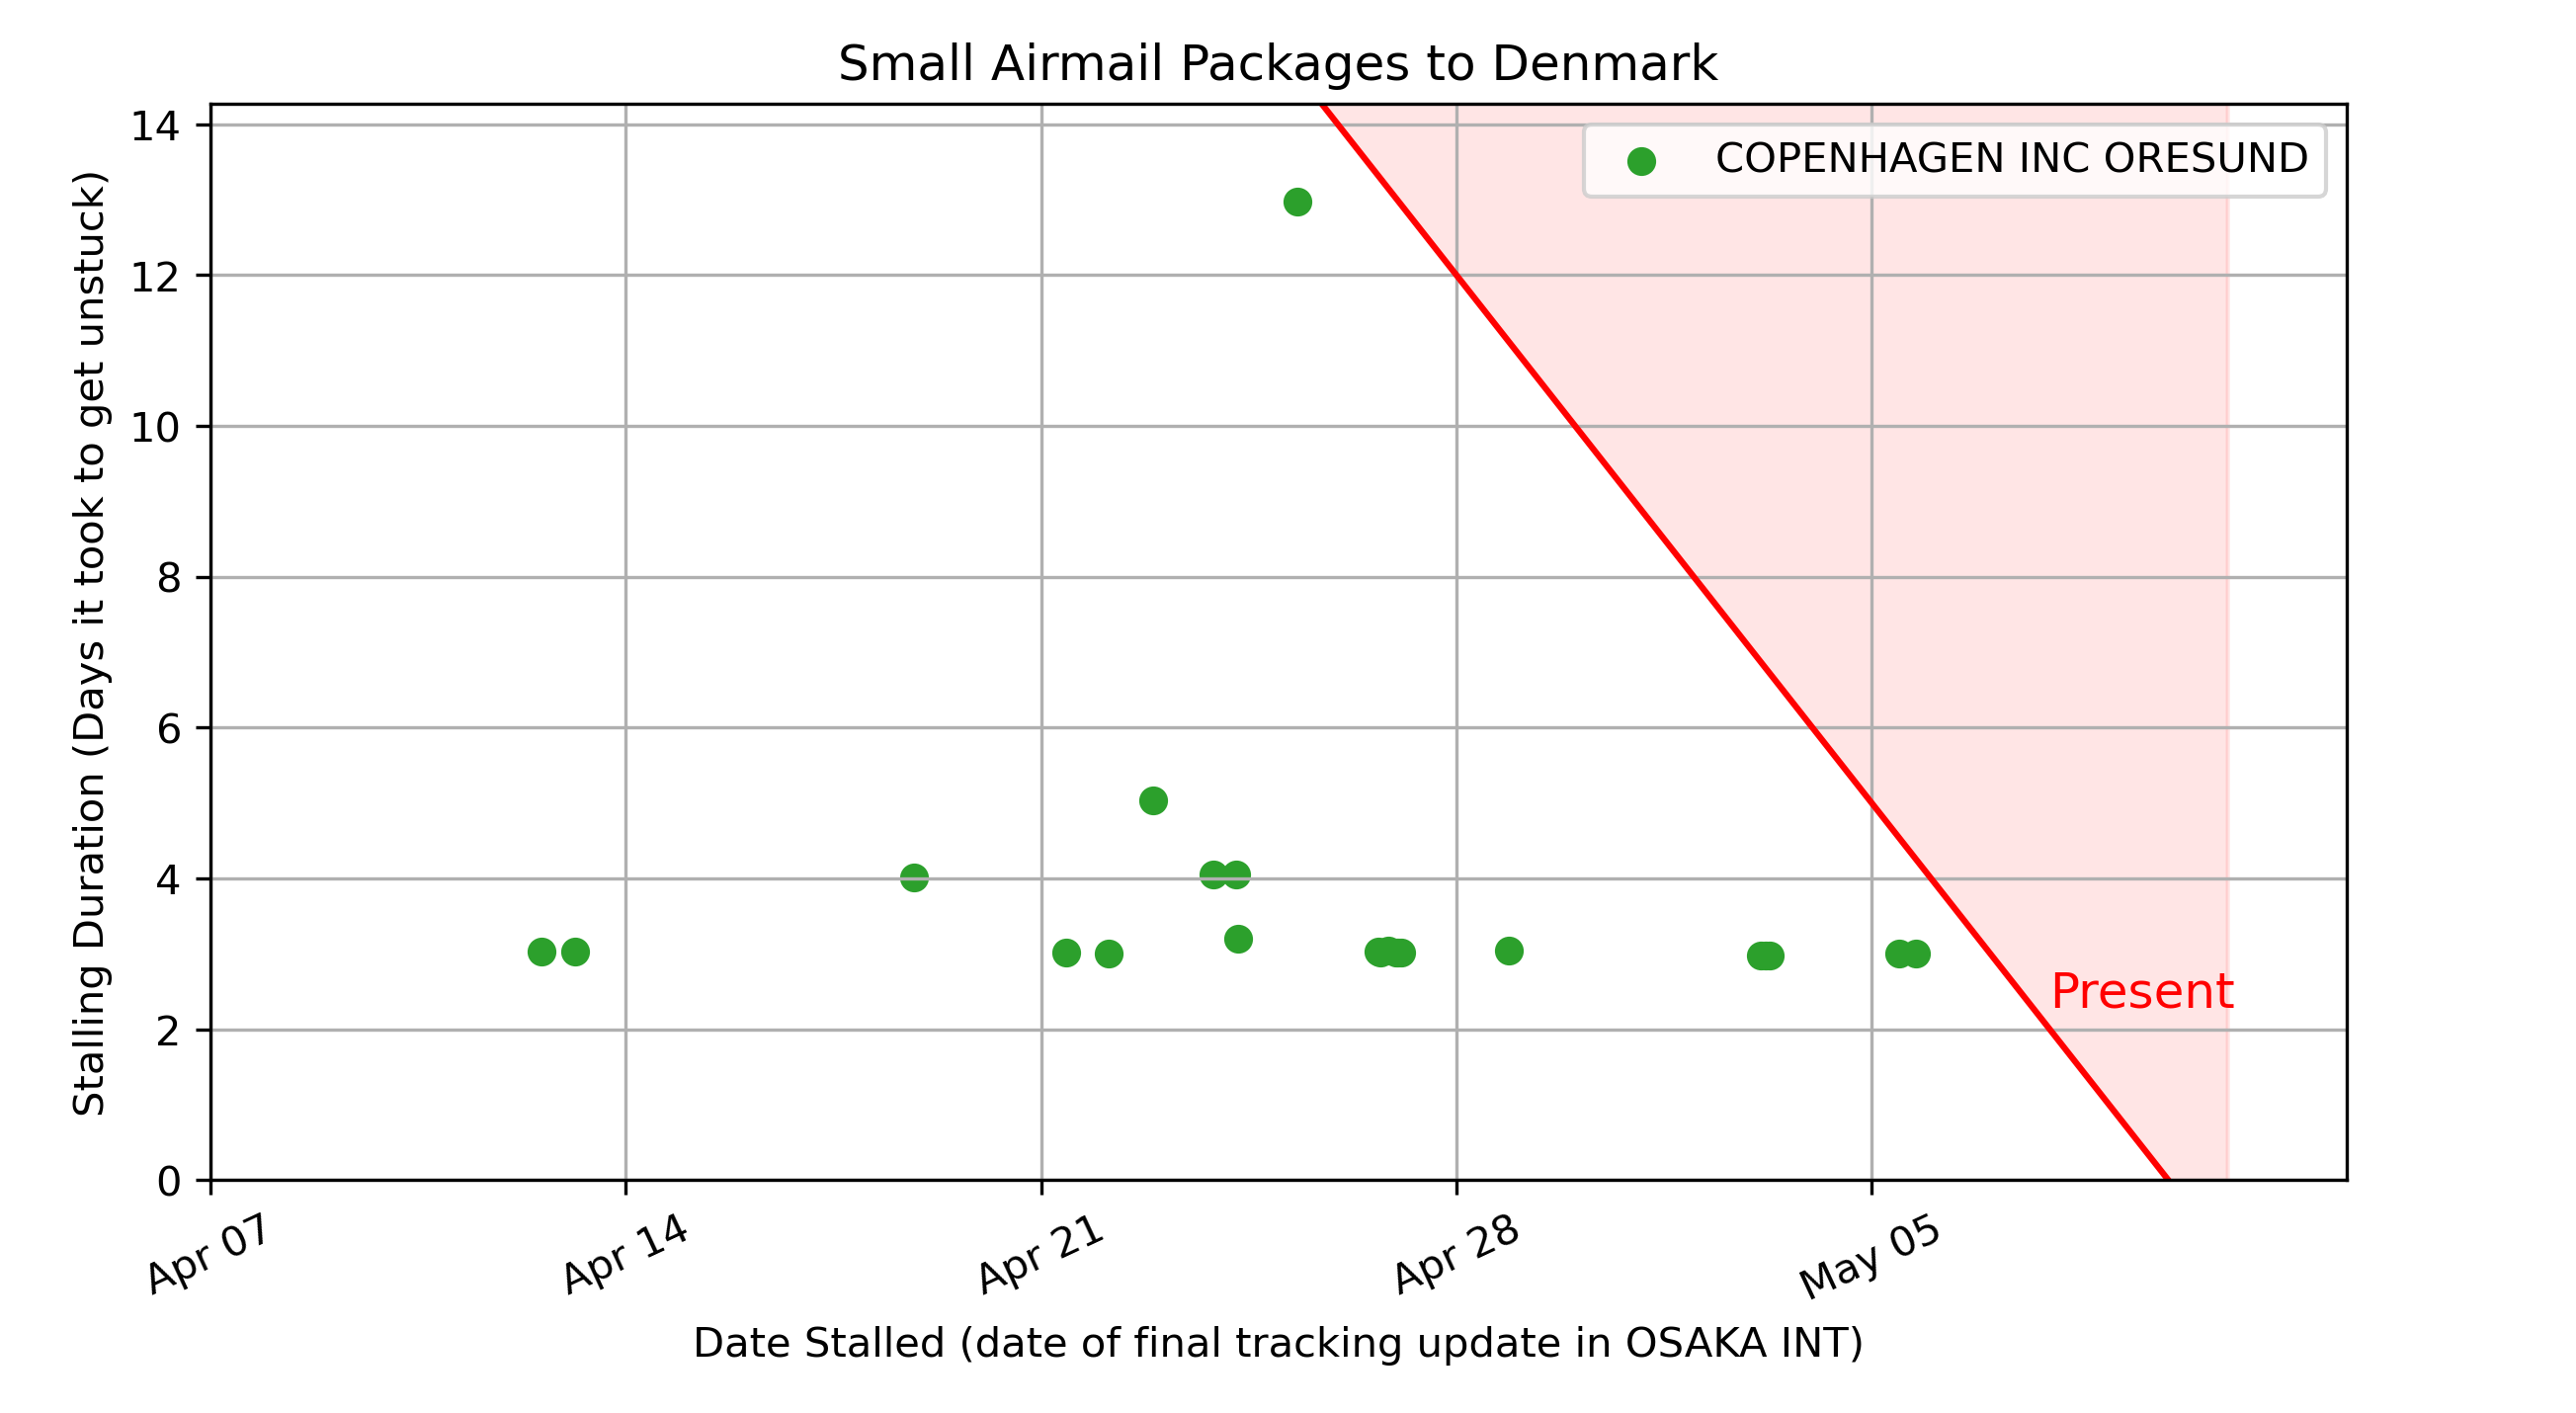 Small Airmail Packages to Denmark
COPENHAGEN INC ORESUND
Stalling Duration (Days it took to get unstuck)
14
12
10
8
6
4
2
0
Present
Apr 07
Apr 14
Apr 21
Apr 28
May 05
Date Stalled (date of final tracking update in OSAKA INT)